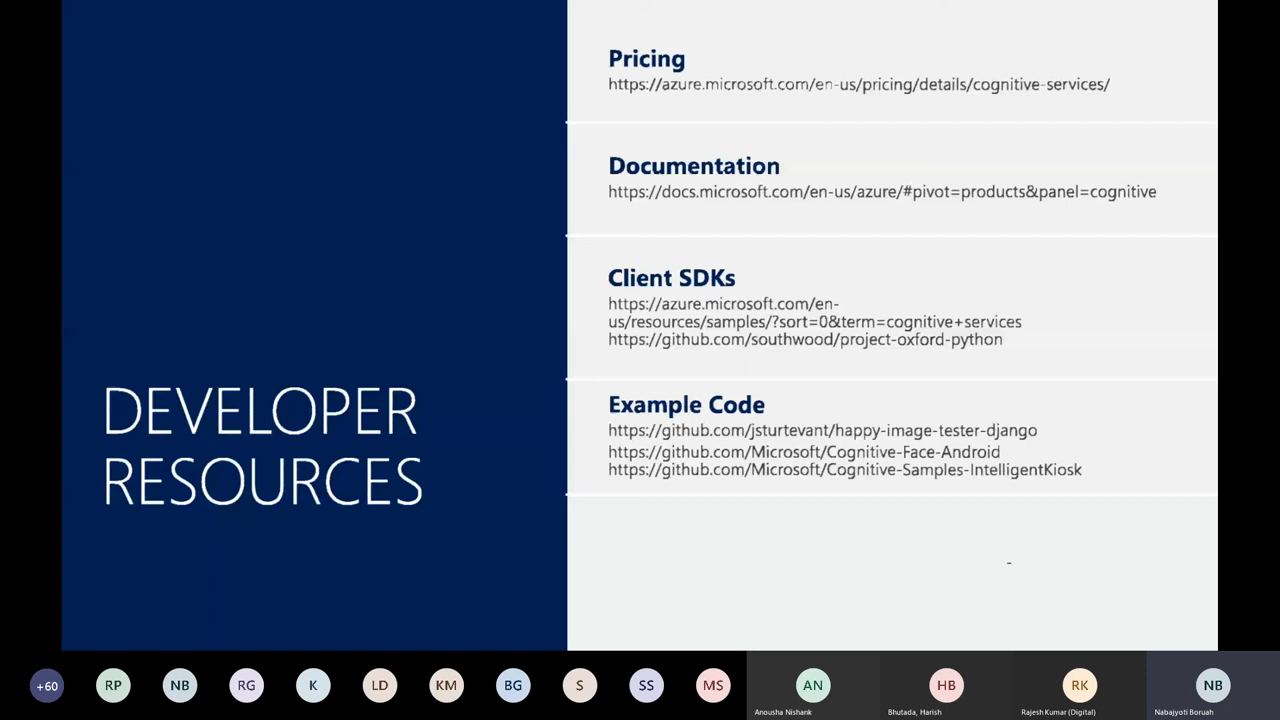 DEVELOPER
RESOURCES
Pricing
https://azure.microsoft.com/en-us/pricing/details/cognitive-services/
Documentation
https://docs.microsoft.com/en-us/azure/#pivot=products&panel=cognitive
Client SDKs
https://azure.microsoft.com/en-
us/resources/samples/?sort=0&term=cognitive+services
https://github.com/southwood/project-oxford-python
Example Code
https://github.com/jsturtevant/happy-image-tester-django
https://github.com/Microsoft/Cognitive-Face-Android
https://github.com/Microsoft/Cognitive-Samples-IntelligentKiosk
-
+60 RP NB RG K LD KM BG S SS MS AN HB RK NB
Anousha Nishank Bhutada, Harish Rajesh Kumar (Digital) Nabajyoti Boruah